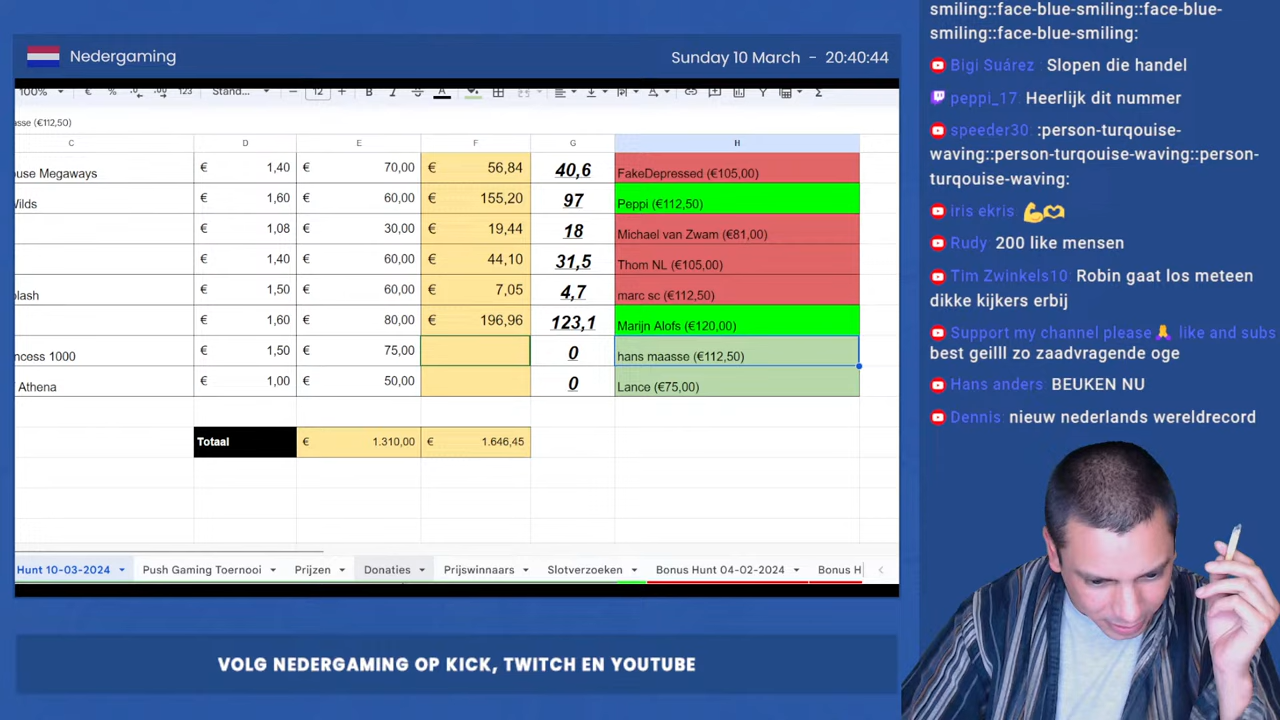 Nedergaming
Sunday 10 March - 20:40:44
100% € % .0 .00 123 Stand... 12 B I A
asse (€112,50)
C D E F G H
use Megaways € 1,40 € 70,00 € 56,84 40,6 FakeDepressed (€105,00)
Wilds € 1,60 € 60,00 € 155,20 97 Peppi (€112,50)
€ 1,08 € 30,00 € 19,44 18 Michael van Zwam (€81,00)
€ 1,40 € 60,00 € 44,10 31,5 Thom NL (€105,00)
lash € 1,50 € 60,00 € 7,05 4,7 marc sc (€112,50)
€ 1,60 € 80,00 € 196,96 123,1 Marijn Alofs (€120,00)
ncess 1000 € 1,50 € 75,00 0 hans maasse (€112,50)
Athena € 1,00 € 50,00 0 Lance (€75,00)
Totaal € 1.310,00 € 1.646,45
Hunt 10-03-2024 Push Gaming Toernooi Prijzen Donaties Prijswinnaars Slotverzoeken Bonus Hunt 04-02-2024 Bonus H
VOLG NEDERGAMING OP KICK, TWITCH EN YOUTUBE
smiling::face-blue-smiling::face-blue-
smiling::face-blue-smiling:
Bigi Suárez Slopen die handel
peppi_17: Heerlijk dit nummer
speeder30: :person-turqouise-
waving::person-turqouise-waving::person-
turqouise-waving:
iris ekris 💪🫶
Rudy 200 like mensen
Tim Zwinkels10 Robin gaat los meteen
dikke kijkers erbij
Support my channel please🙏 like and subs
best geilll zo zaadvragende oge
Hans anders BEUKEN NU
Dennis: nieuw nederlands wereldrecord